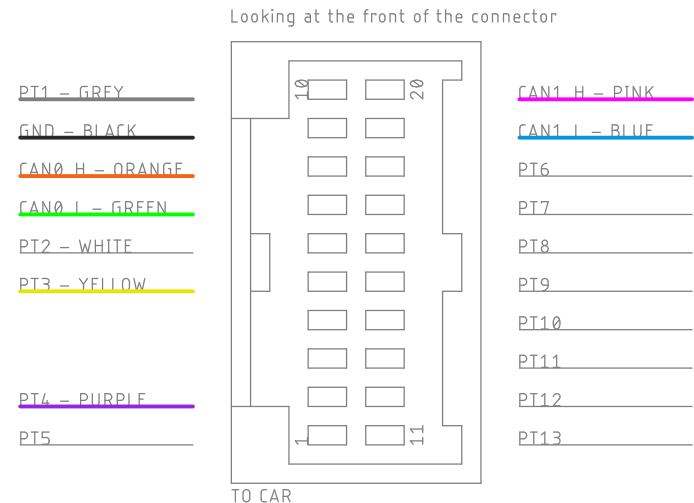 Looking at the front of the connector
PT1 – GREY
GND – BLACK
CAN0 H – ORANGE
CAN0 L – GREEN
PT2 – WHITE
PT3 – YELLOW
PT4 – PURPLE
PT5
10
20
1
11
CAN1 H – PINK
CAN1 L – BLUE
PT6
PT7
PT8
PT9
PT10
PT11
PT12
PT13
TO CAR